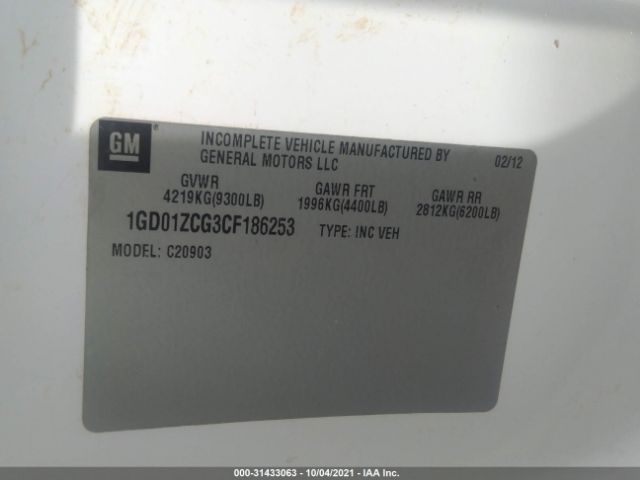 GM
®
INCOMPLETE VEHICLE MANUFACTURED BY
GENERAL MOTORS LLC
02/12
GVWR
4219KG(9300LB)
GAWR FRT
1996KG(4400LB)
GAWR RR
2812KG(6200LB)
1GD01ZCG3CF186253
TYPE: INC VEH
MODEL: C20903
000-31433063 - 10/04/2021 - IAA Inc.